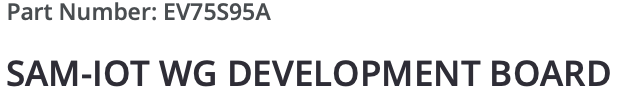 Part Number: EV75S95A
SAM-IOT WG DEVELOPMENT BOARD